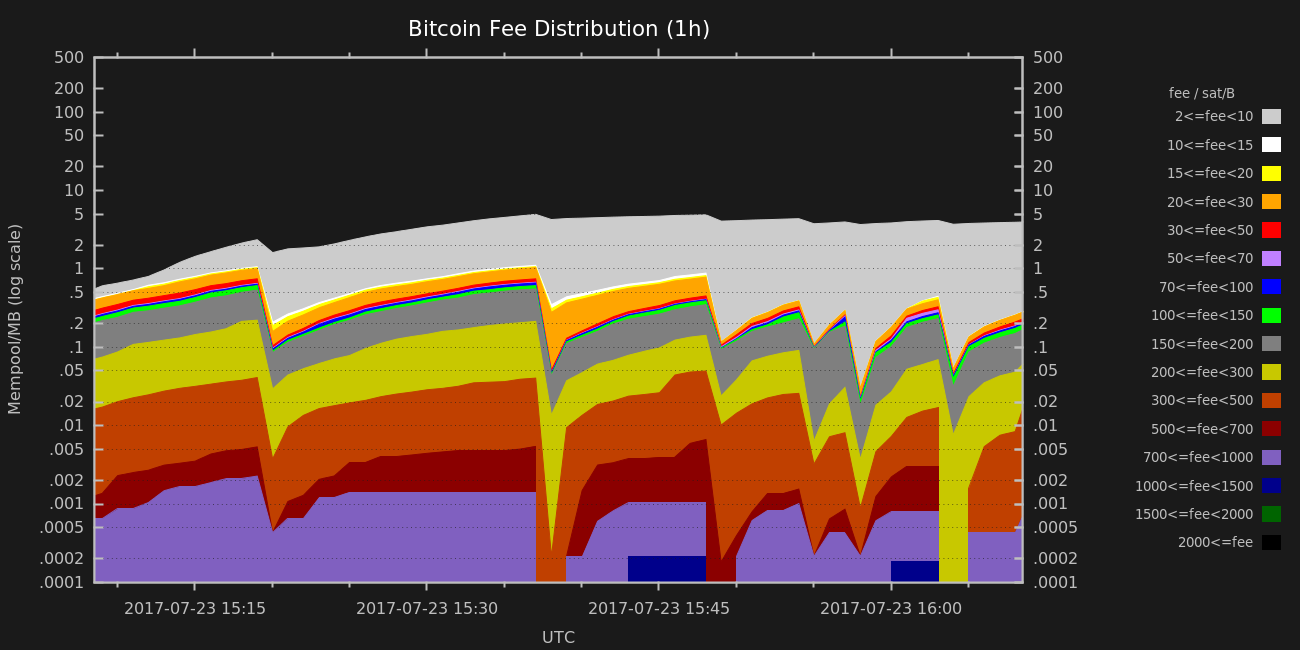 Bitcoin Fee Distribution (1h)
Mempool/MB (log scale)
500
200
100
50
20
10
5
2
1
.5
.2
.1
.05
.02
.01
.005
.002
.001
.0005
.0002
.0001
500
200
100
50
20
10
5
2
1
.5
.2
.1
.05
.02
.01
.005
.002
.001
.0005
.0002
.0001
2017-07-23 15:15
2017-07-23 15:30
2017-07-23 15:45
2017-07-23 16:00
UTC
fee / sat/B
2<=fee<10
10<=fee<15
15<=fee<20
20<=fee<30
30<=fee<50
50<=fee<70
70<=fee<100
100<=fee<150
150<=fee<200
200<=fee<300
300<=fee<500
500<=fee<700
700<=fee<1000
1000<=fee<1500
1500<=fee<2000
2000<=fee